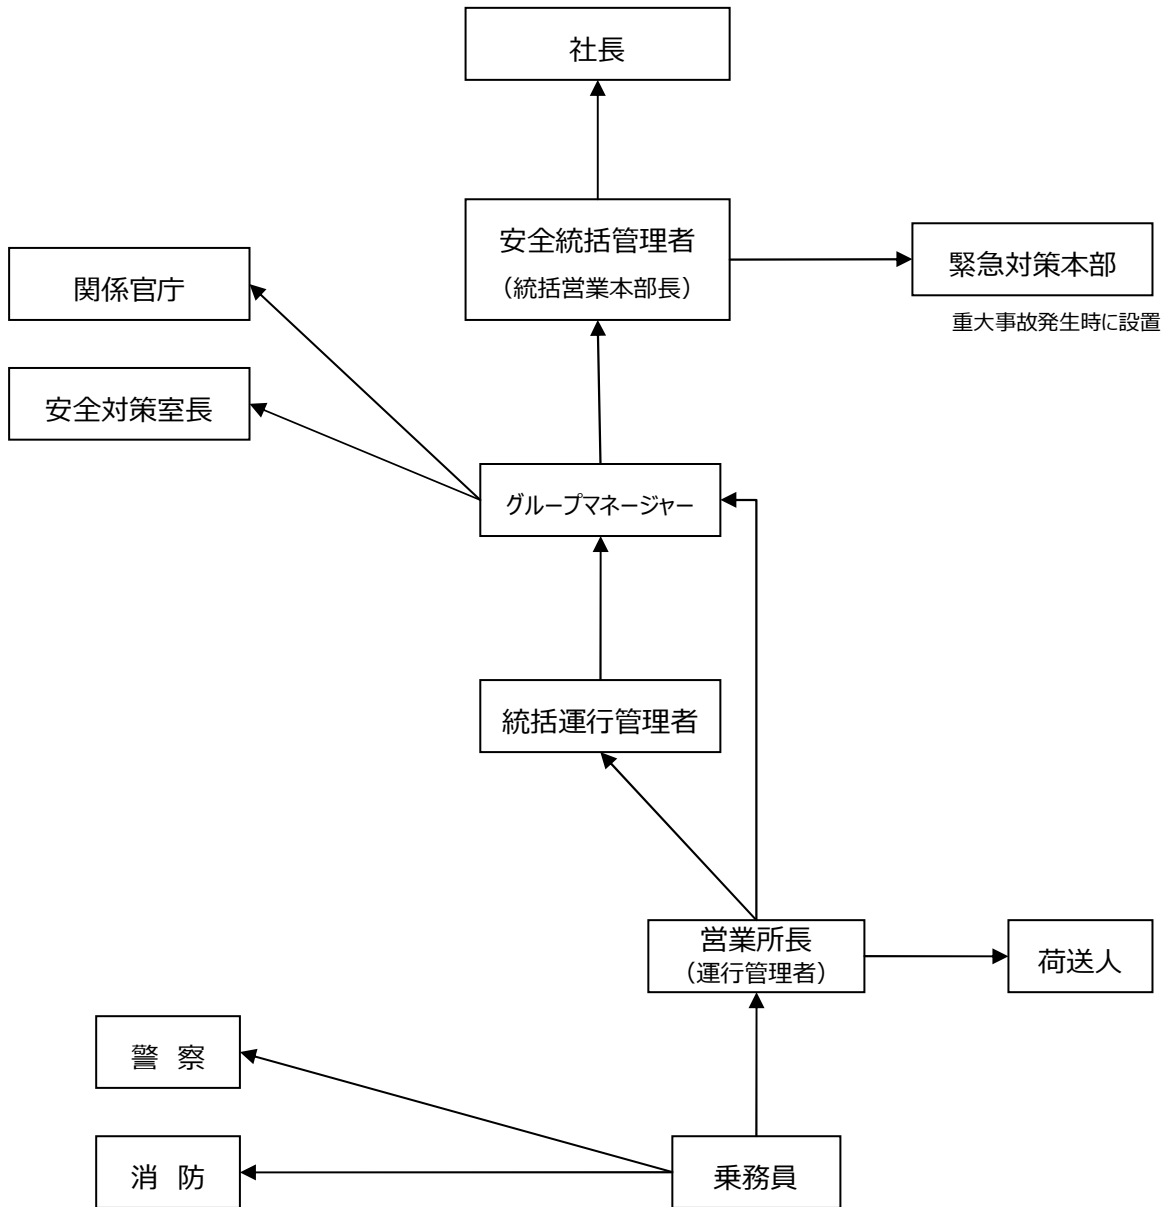 社長
安全統括管理者
（統括営業本部長）
緊急対策本部
重大事故発生時に設置
関係官庁
安全対策室長
グループマネージャー
統括運行管理者
営業所長
（運行管理者）
荷送人
警 察
消 防
乗務員